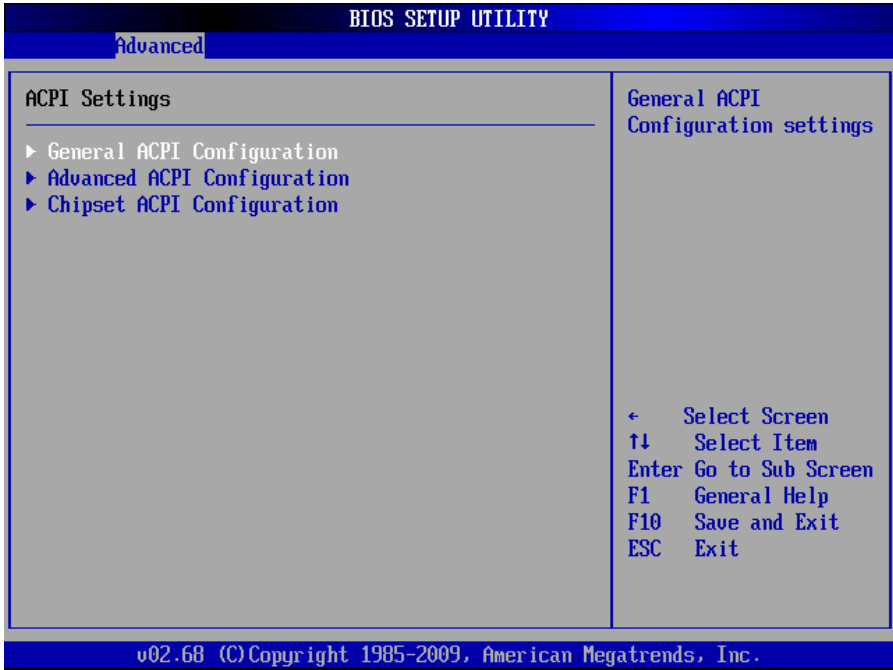 BIOS SETUP UTILITY
Advanced
ACPI Settings
▶ General ACPI Configuration
▶ Advanced ACPI Configuration
▶ Chipset ACPI Configuration
General ACPI
Configuration settings
← Select Screen
↑↓ Select Item
Enter Go to Sub Screen
F1 General Help
F10 Save and Exit
ESC Exit
v02.68 (C)Copyright 1985-2009, American Megatrends, Inc.